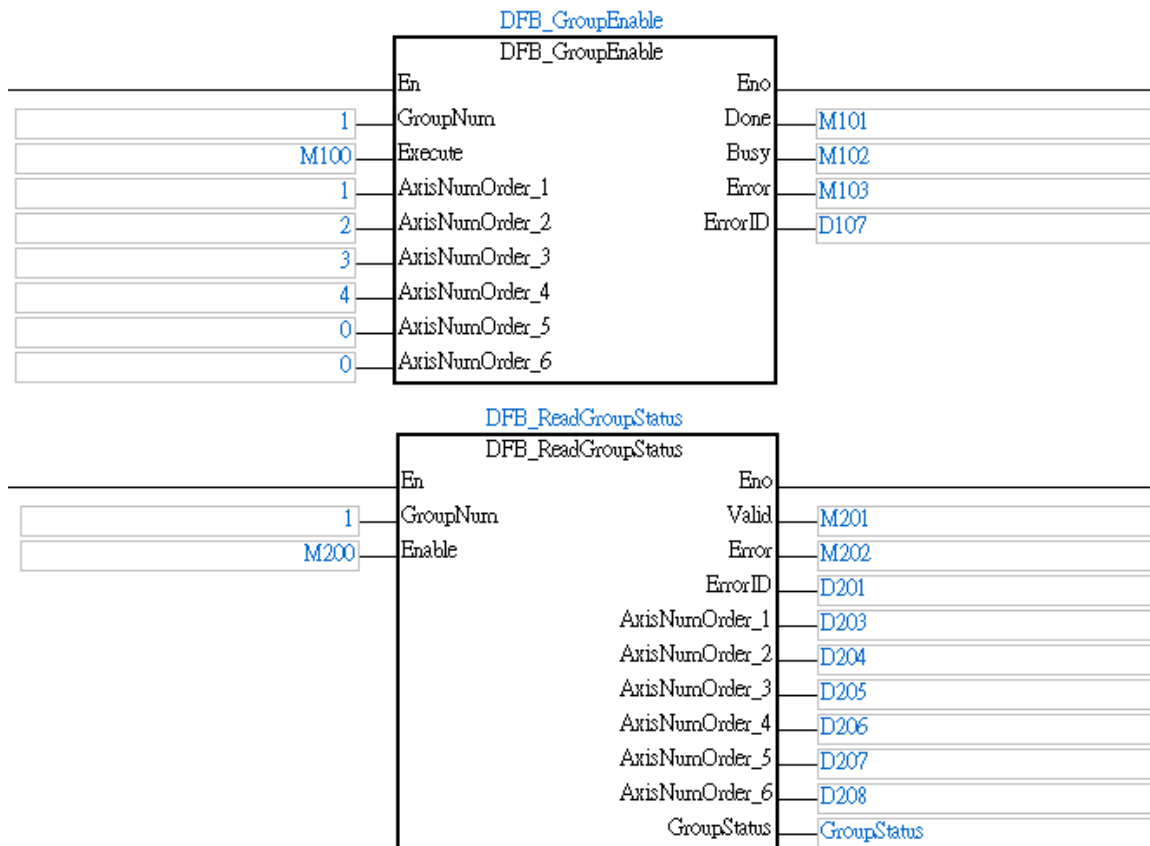 DFB_GroupEnable
DFB_GroupEnable
En Eno
1 GroupNum Done M101
M100 Execute Busy M102
1 AxisNumOrder_1 Error M103
2 AxisNumOrder_2 ErrorID D107
3 AxisNumOrder_3
4 AxisNumOrder_4
0 AxisNumOrder_5
0 AxisNumOrder_6
DFB_ReadGroupStatus
DFB_ReadGroupStatus
En Eno
1 GroupNum Valid M201
M200 Enable Error M202
ErrorID D201
AxisNumOrder_1 D203
AxisNumOrder_2 D204
AxisNumOrder_3 D205
AxisNumOrder_4 D206
AxisNumOrder_5 D207
AxisNumOrder_6 D208
GroupStatus GroupStatus